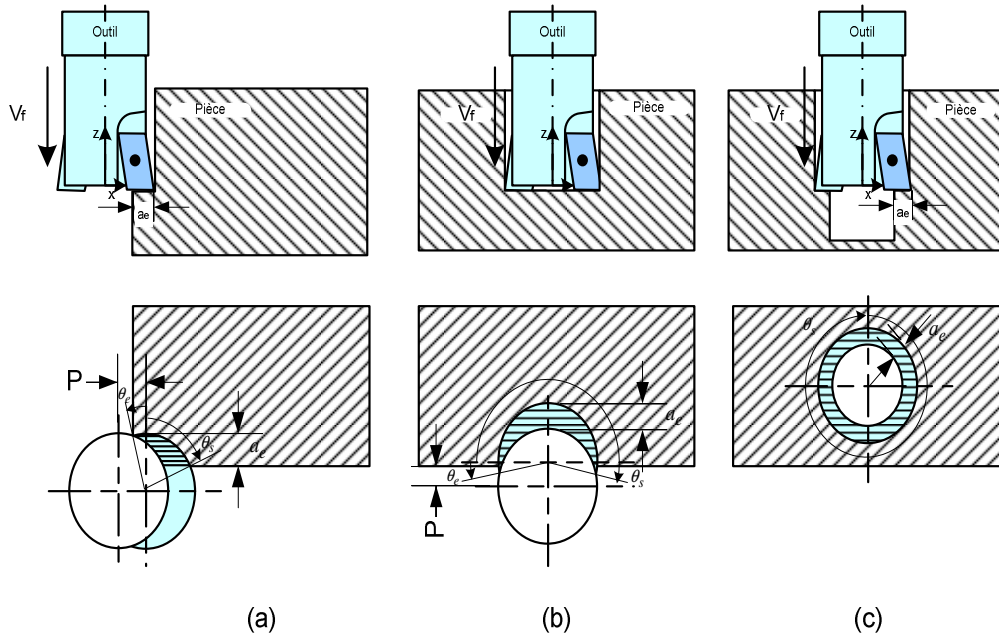 Outil
Pièce
Vf
z
x
ae
P
θe
θs
ae
(a)
Outil
Pièce
Vf
z
x
ae
θe
θs
P
(b)
Outil
Pièce
Vf
z
x
ae
θs
ae
(c)